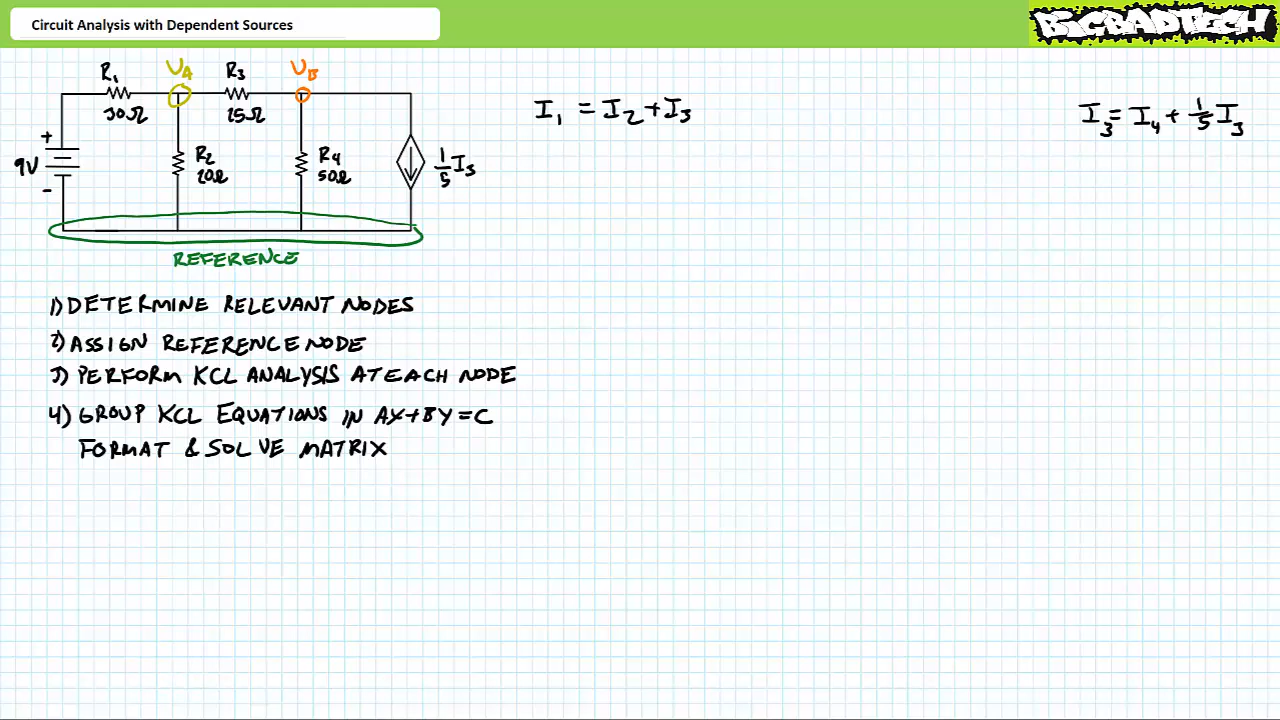 Circuit Analysis with Dependent Sources
BIGBADTECH
R1
30Ω
VA
R3
25Ω
VB
I1 = I2 + I3
I3 = I4 + 1/5 I3
+
9V
-
R2
20Ω
R4
50Ω
1/5 I3
REFERENCE
1) DETERMINE RELEVANT NODES
2) ASSIGN REFERENCE NODE
3) PERFORM KCL ANALYSIS AT EACH NODE
4) GROUP KCL EQUATIONS IN AX+BY=C
FORMAT & SOLVE MATRIX